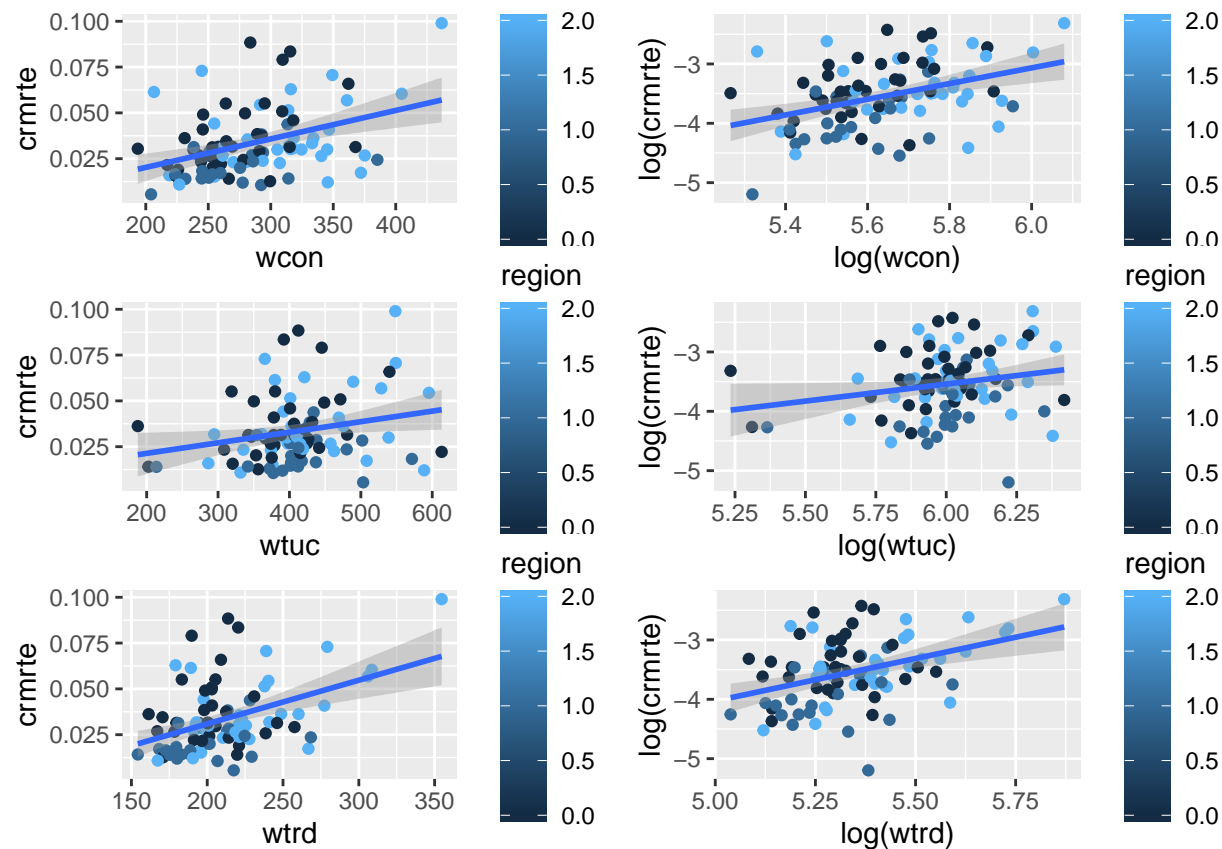 0.100
0.075
0.050
0.025
crmrte
200 250 300 350 400
wcon
2.0
1.5
1.0
0.5
0.0
−3
−4
−5
log(crmrte)
5.4 5.6 5.8 6.0
log(wcon)
2.0
1.5
1.0
0.5
0.0
region
region
0.100
0.075
0.050
0.025
crmrte
200 300 400 500 600
wtuc
2.0
1.5
1.0
0.5
0.0
−3
−4
−5
log(crmrte)
5.25 5.50 5.75 6.00 6.25
log(wtuc)
2.0
1.5
1.0
0.5
0.0
region
region
0.100
0.075
0.050
0.025
crmrte
150 200 250 300 350
wtrd
2.0
1.5
1.0
0.5
0.0
−3
−4
−5
log(crmrte)
5.00 5.25 5.50 5.75
log(wtrd)
2.0
1.5
1.0
0.5
0.0